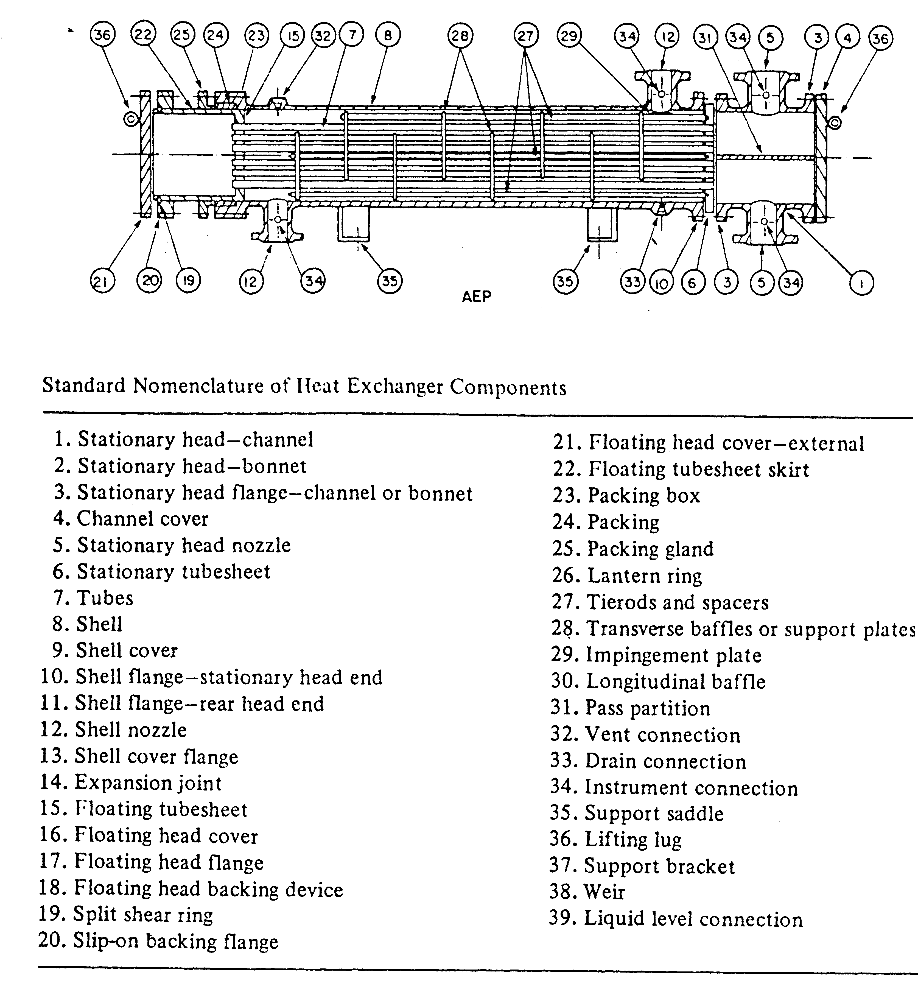 36 22 25 24 23 15 32 7 8 28 27 29 34 12 31 34 5 3 4 36
21 20 19 12 34 35 35 33 10 6 3 5 34 1
AEP
Standard Nomenclature of Heat Exchanger Components
1. Stationary head–channel
2. Stationary head–bonnet
3. Stationary head flange–channel or bonnet
4. Channel cover
5. Stationary head nozzle
6. Stationary tubesheet
7. Tubes
8. Shell
9. Shell cover
10. Shell flange–stationary head end
11. Shell flange–rear head end
12. Shell nozzle
13. Shell cover flange
14. Expansion joint
15. Floating tubesheet
16. Floating head cover
17. Floating head flange
18. Floating head backing device
19. Split shear ring
20. Slip-on backing flange
21. Floating head cover–external
22. Floating tubesheet skirt
23. Packing box
24. Packing
25. Packing gland
26. Lantern ring
27. Tierods and spacers
28. Transverse baffles or support plates
29. Impingement plate
30. Longitudinal baffle
31. Pass partition
32. Vent connection
33. Drain connection
34. Instrument connection
35. Support saddle
36. Lifting lug
37. Support bracket
38. Weir
39. Liquid level connection